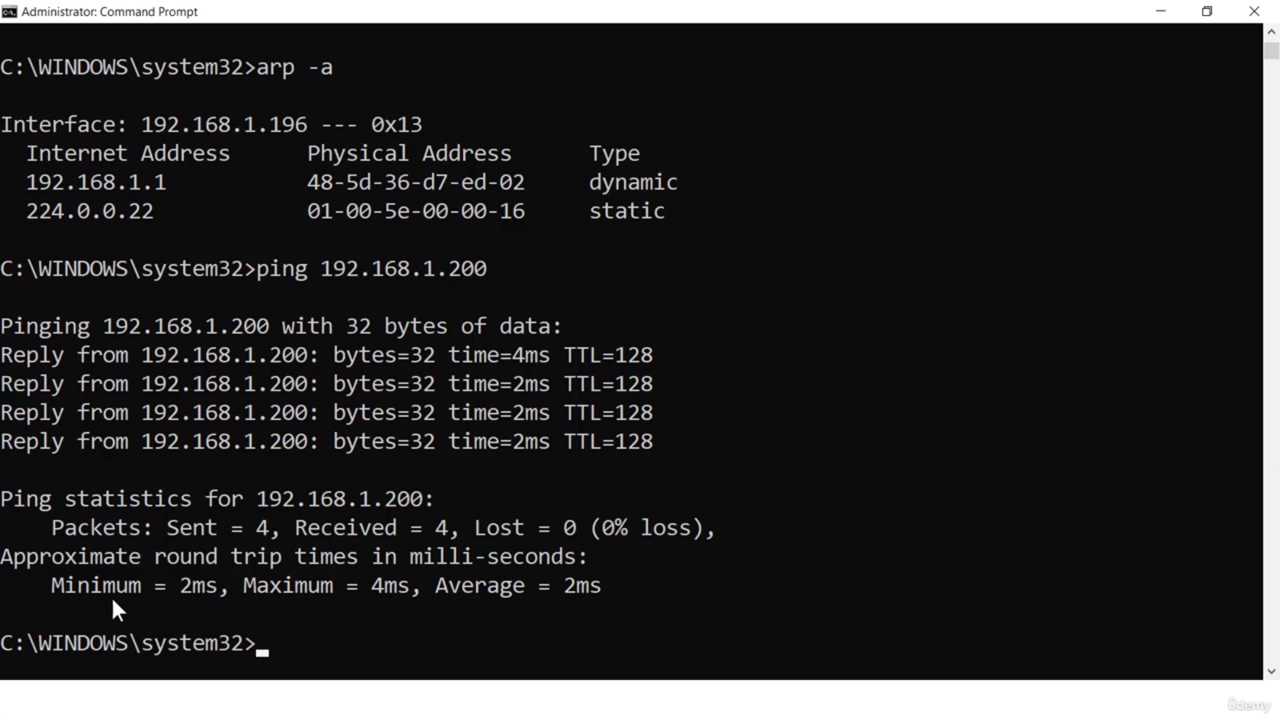 Administrator: Command Prompt
C:\WINDOWS\system32>arp -a
Interface: 192.168.1.196 --- 0x13
Internet Address Physical Address Type
192.168.1.1 48-5d-36-d7-ed-02 dynamic
224.0.0.22 01-00-5e-00-00-16 static
C:\WINDOWS\system32>ping 192.168.1.200
Pinging 192.168.1.200 with 32 bytes of data:
Reply from 192.168.1.200: bytes=32 time=4ms TTL=128
Reply from 192.168.1.200: bytes=32 time=2ms TTL=128
Reply from 192.168.1.200: bytes=32 time=2ms TTL=128
Reply from 192.168.1.200: bytes=32 time=2ms TTL=128
Ping statistics for 192.168.1.200:
Packets: Sent = 4, Received = 4, Lost = 0 (0% loss),
Approximate round trip times in milli-seconds:
Minimum = 2ms, Maximum = 4ms, Average = 2ms
C:\WINDOWS\system32>
udemy